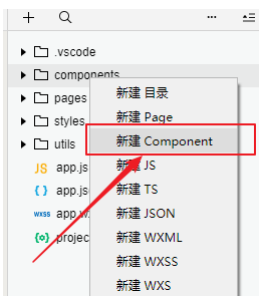 .vscode
components
新建 目录
pages
新建 Page
styles
新建 Component
utils
新建 JS
JS app.js
新建 TS
{ } app.js
新建 JSON
wxss app.w
新建 WXML
{o} projec
新建 WXSS
新建 WXS